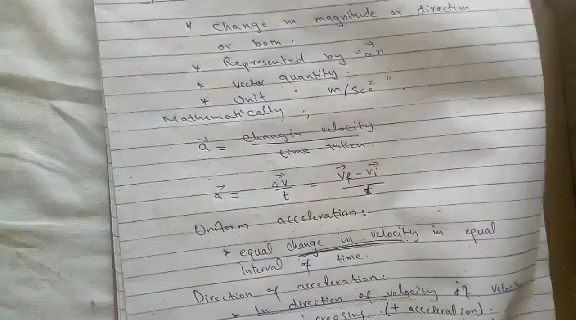 * Change in magnitude or direction
or both.
* Represented by "a⃗"
* Vector quantity.
* Unit . m/sec² ".
Mathematically ;
a⃗ = change in velocity / time taken.
a⃗ = Δv⃗ / t = v⃗f - v⃗i / t
Uniform acceleration:-
* equal change in velocity in equal
interval of time.
Direction of acceleration:
* In direction of velocity if
(+ acceleration).